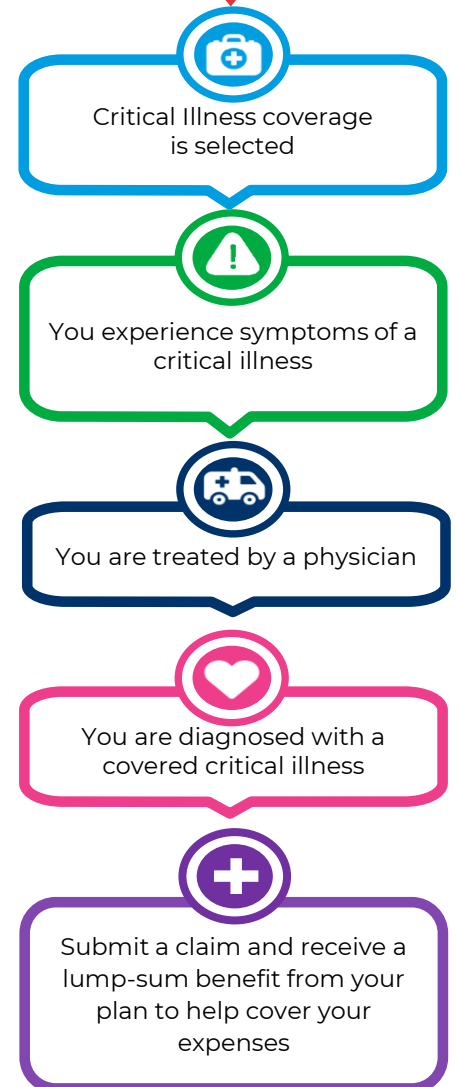 Critical Illness coverage
is selected
You experience symptoms of a
critical illness
You are treated by a physician
You are diagnosed with a
covered critical illness
Submit a claim and receive a
lump-sum benefit from your
plan to help cover your
expenses